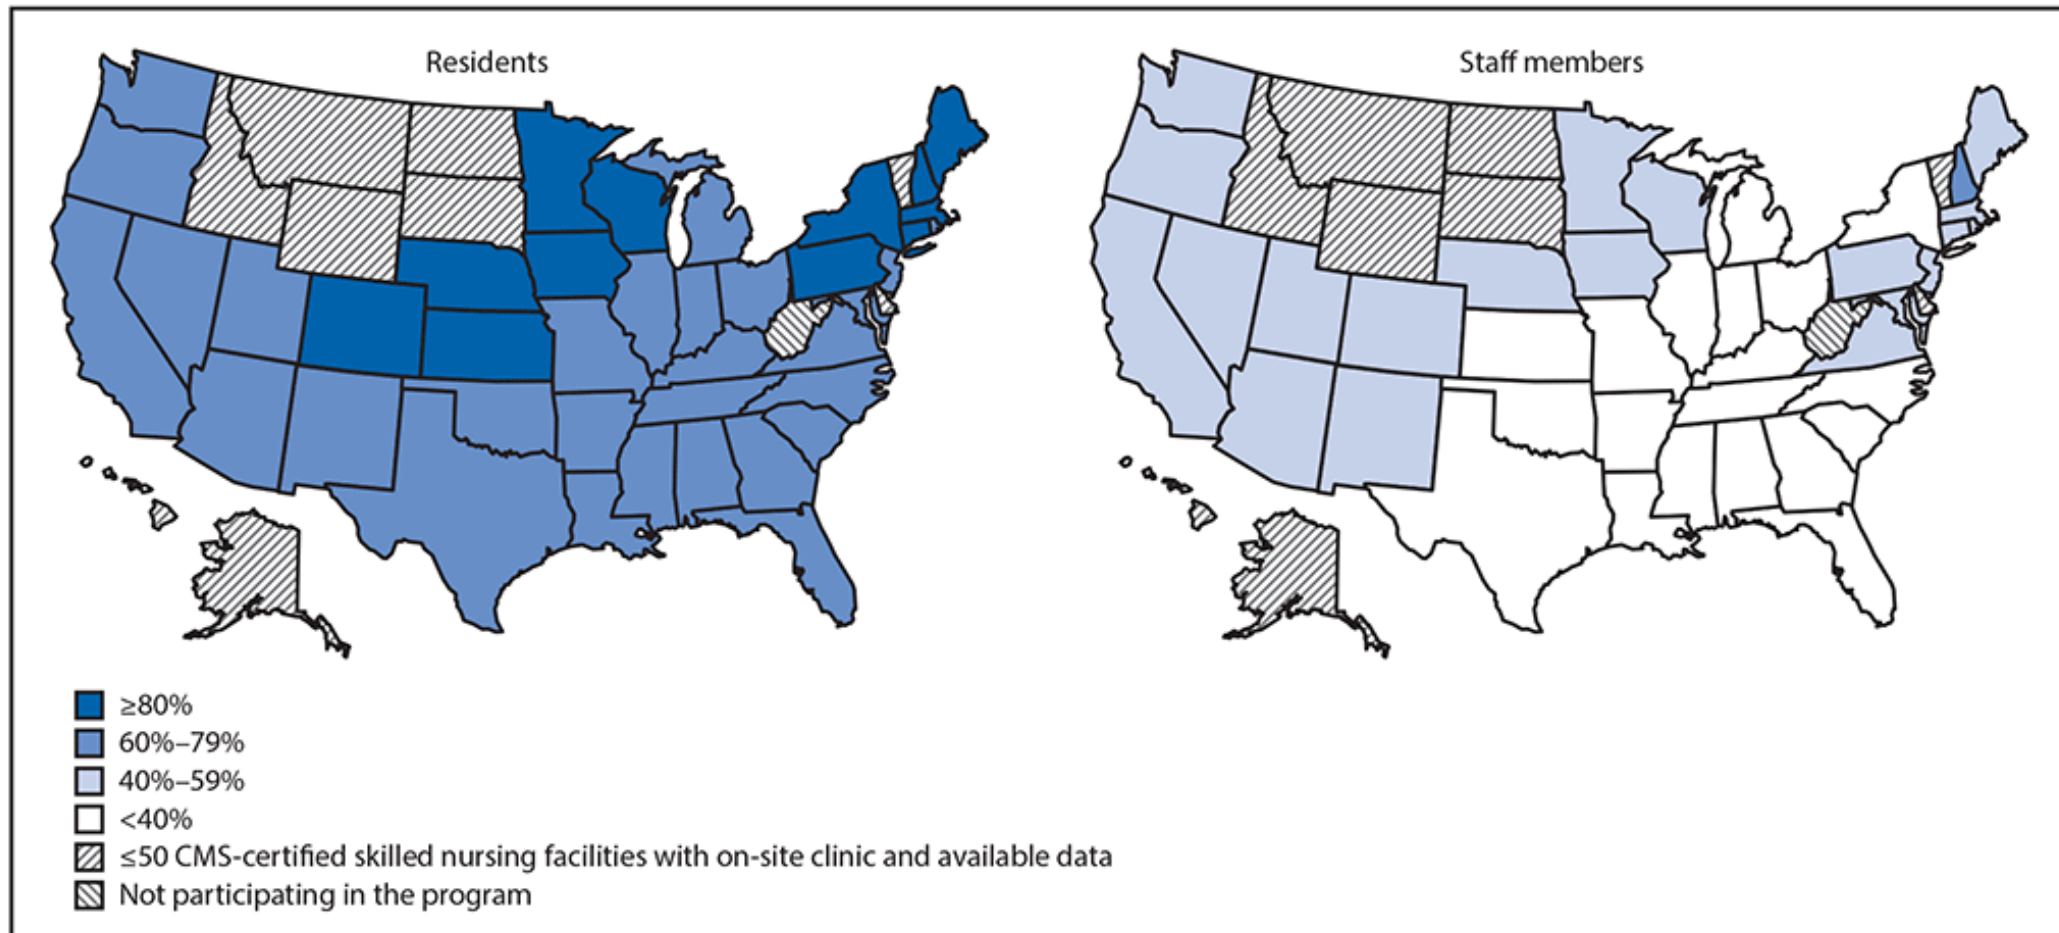 Residents
Staff members
≥80%
60%–79%
40%–59%
<40%
≤50 CMS-certified skilled nursing facilities with on-site clinic and available data
Not participating in the program